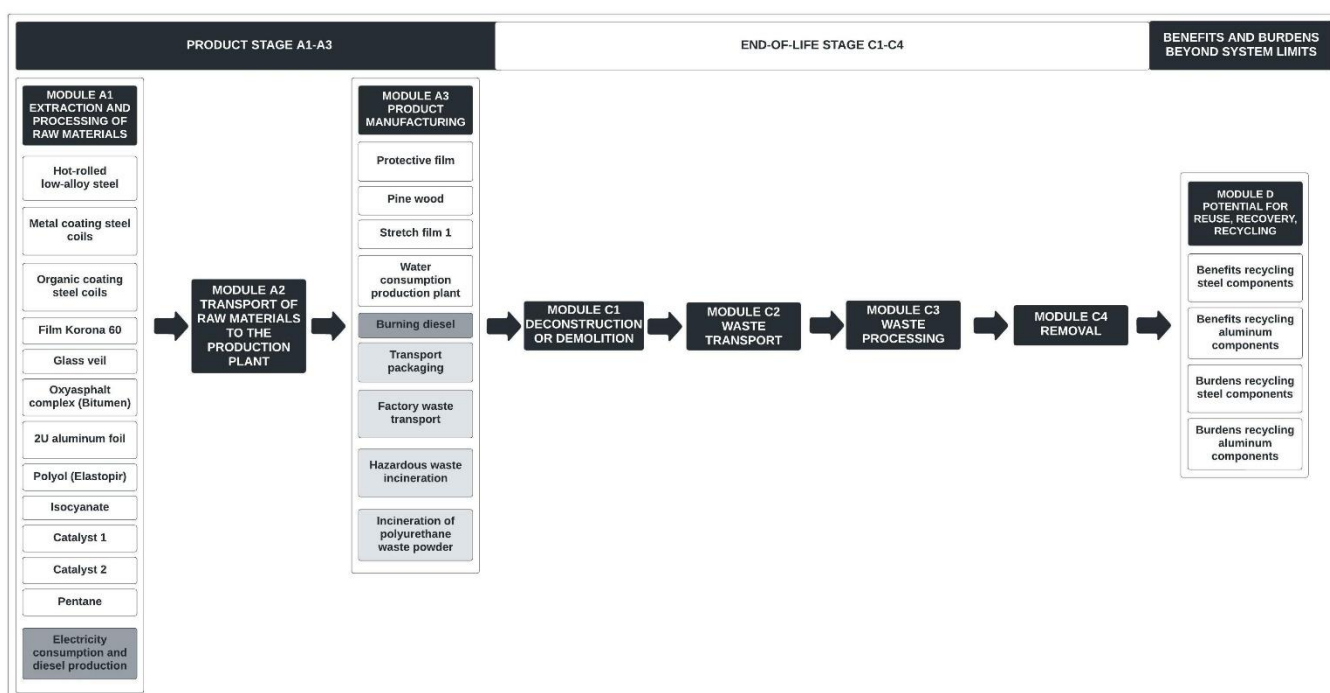 PRODUCT STAGE A1-A3
END-OF-LIFE STAGE C1-C4
BENEFITS AND BURDENS
BEYOND SYSTEM LIMITS
MODULE A1
EXTRACTION AND
PROCESSING OF
RAW MATERIALS
Hot-rolled
low-alloy steel
Metal coating steel
coils
Organic coating
steel coils
Film Korona 60
Glass veil
Oxyasphalt
complex (Bitumen)
2U aluminum foil
Polyol (Elastopir)
Isocyanate
Catalyst 1
Catalyst 2
Pentane
Electricity
consumption and
diesel production
MODULE A2
TRANSPORT OF
RAW MATERIALS
TO THE
PRODUCTION
PLANT
MODULE A3
PRODUCT
MANUFACTURING
Protective film
Pine wood
Stretch film 1
Water
consumption
production plant
Burning diesel
Transport
packaging
Factory waste
transport
Hazardous waste
incineration
Incineration of
polyurethane
waste powder
MODULE C1
DECONSTRUCTION
OR DEMOLITION
MODULE C2
WASTE
TRANSPORT
MODULE C3
WASTE
PROCESSING
MODULE C4
REMOVAL
MODULE D
POTENTIAL FOR
REUSE, RECOVERY,
RECYCLING
Benefits recycling
steel components
Benefits recycling
aluminum
components
Burdens recycling
steel components
Burdens recycling
aluminum
components